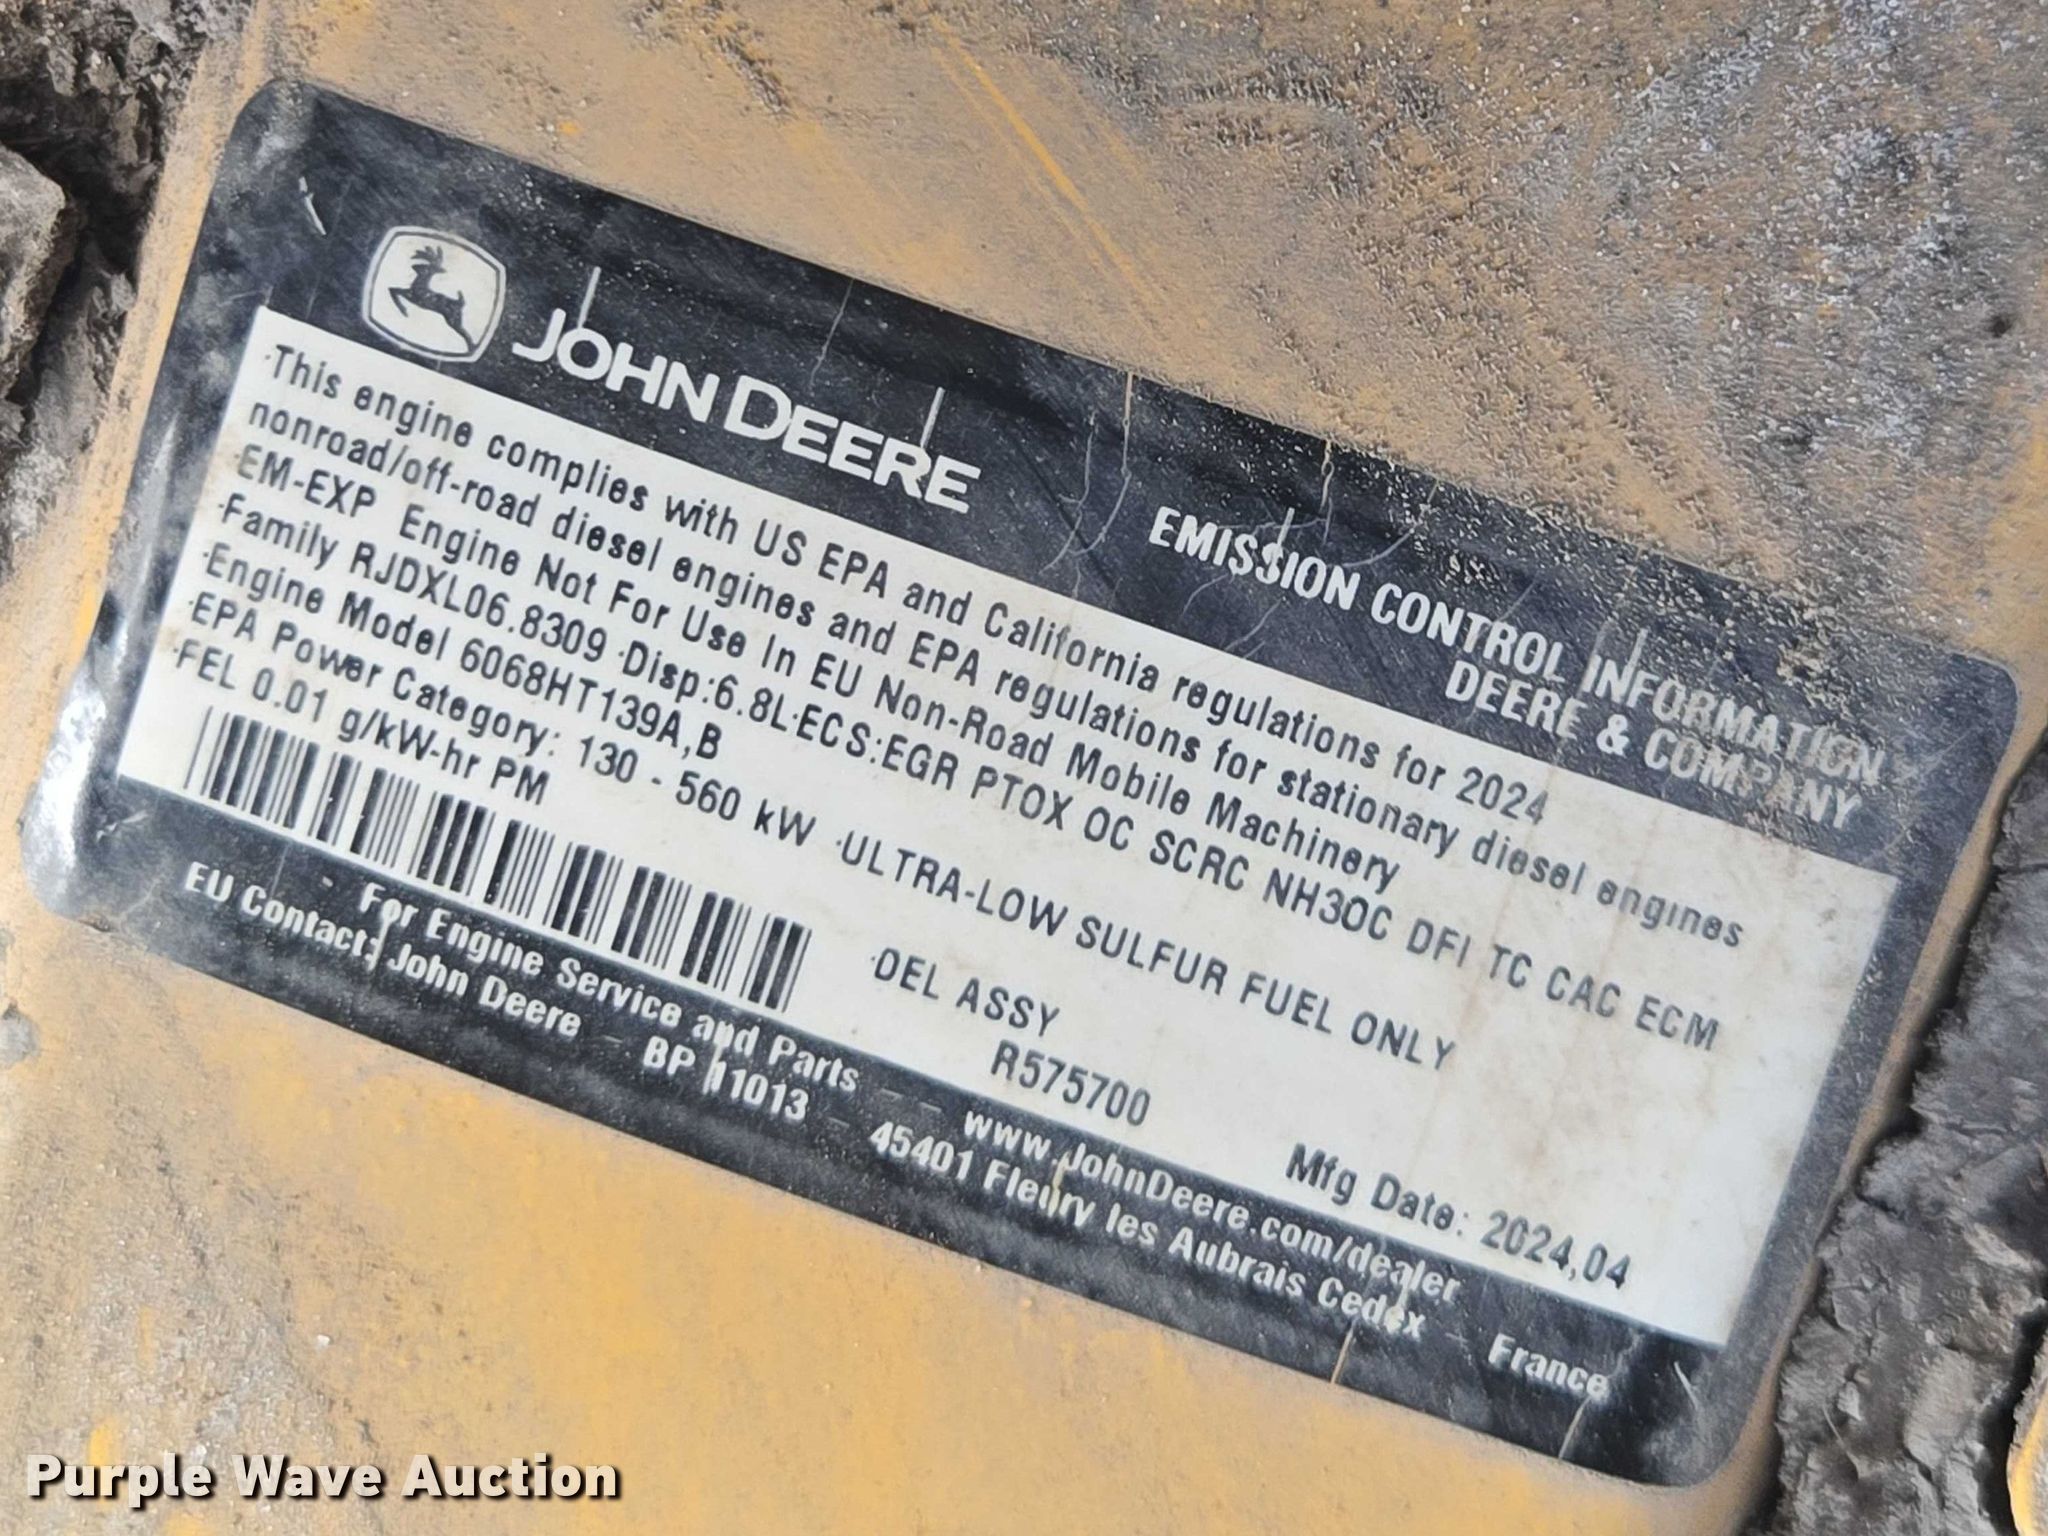 JOHN DEERE
EMISSION CONTROL INFORMATION
DEERE & COMPANY
·This engine complies with US EPA and California regulations for 2024
nonroad/off-road diesel engines and EPA regulations for stationary diesel engines
·EM-EXP Engine Not For Use In EU Non-Road Mobile Machinery
·Family RJDXL06.8309 ·Disp:6.8L·ECS:EGR PTOX OC SCRC NH3OC DFI TC CAC ECM
·Engine Model 6068HT139A,B
·EPA Power Category: 130 - 560 kW ·ULTRA-LOW SULFUR FUEL ONLY
·FEL 0.01 g/kW-hr PM
·DEL ASSY
R575700
Mfg Date: 2024,04
- For Engine Service and Parts - - www.JohnDeere.com/dealer
EU Contact: John Deere - BP 11013 - 45401 Fleury les Aubrais Cedex - France
Purple Wave Auction